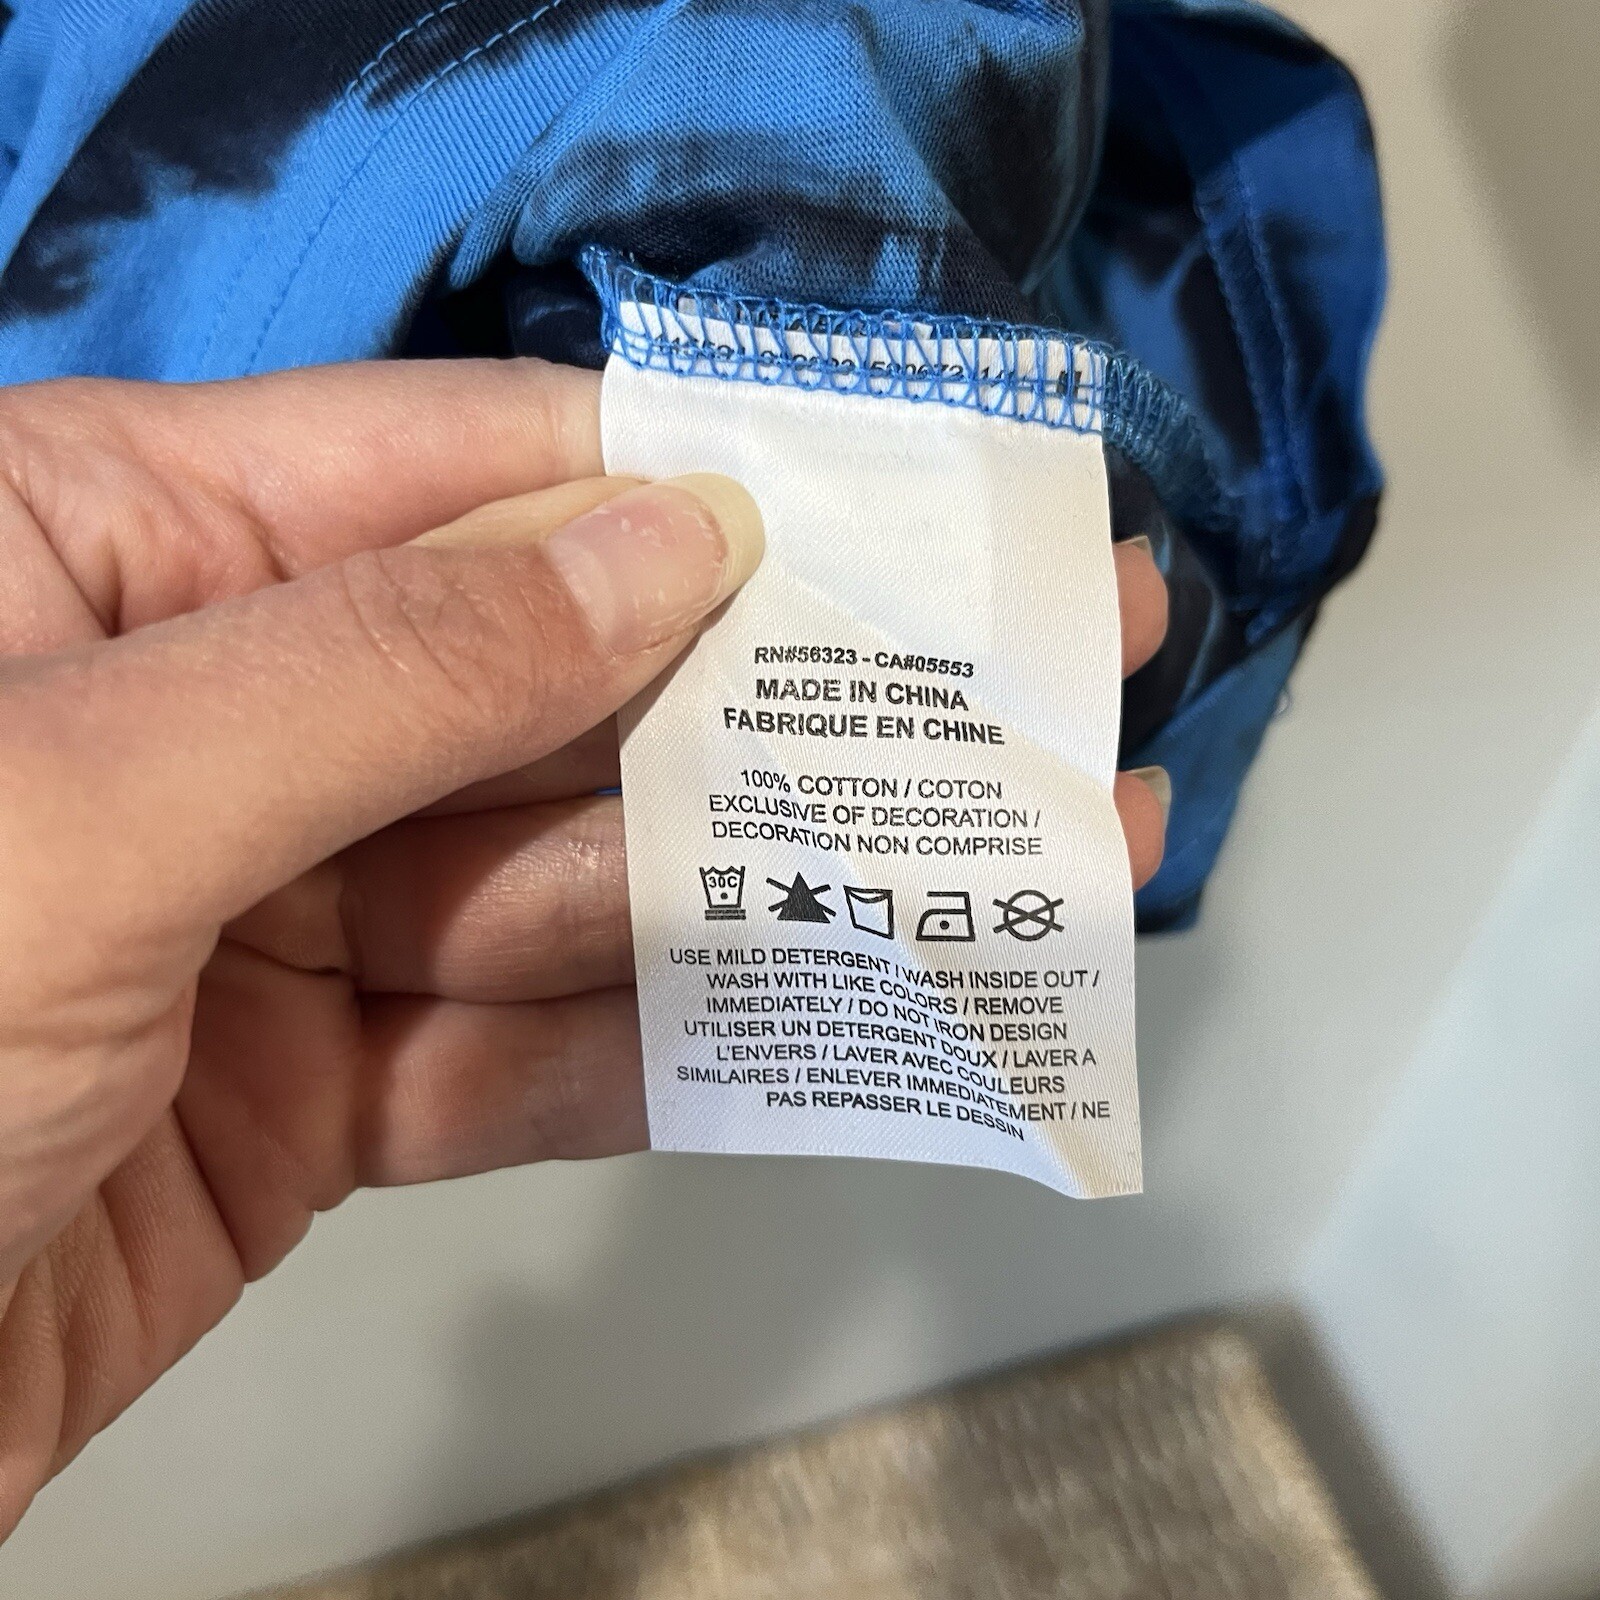 RN#56323 - CA#05553
MADE IN CHINA
FABRIQUE EN CHINE
100% COTTON / COTON
EXCLUSIVE OF DECORATION /
DECORATION NON COMPRISE
30C
USE MILD DETERGENT / WASH INSIDE OUT /
WASH WITH LIKE COLORS / REMOVE
IMMEDIATELY / DO NOT IRON DESIGN
UTILISER UN DETERGENT DOUX / LAVER A
L'ENVERS / LAVER AVEC COULEURS
SIMILAIRES / ENLEVER IMMEDIATEMENT / NE
PAS REPASSER LE DESSIN